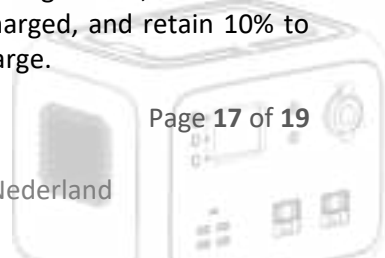 harged, and retain 10% to
arge.
Page 17 of 19
Nederland